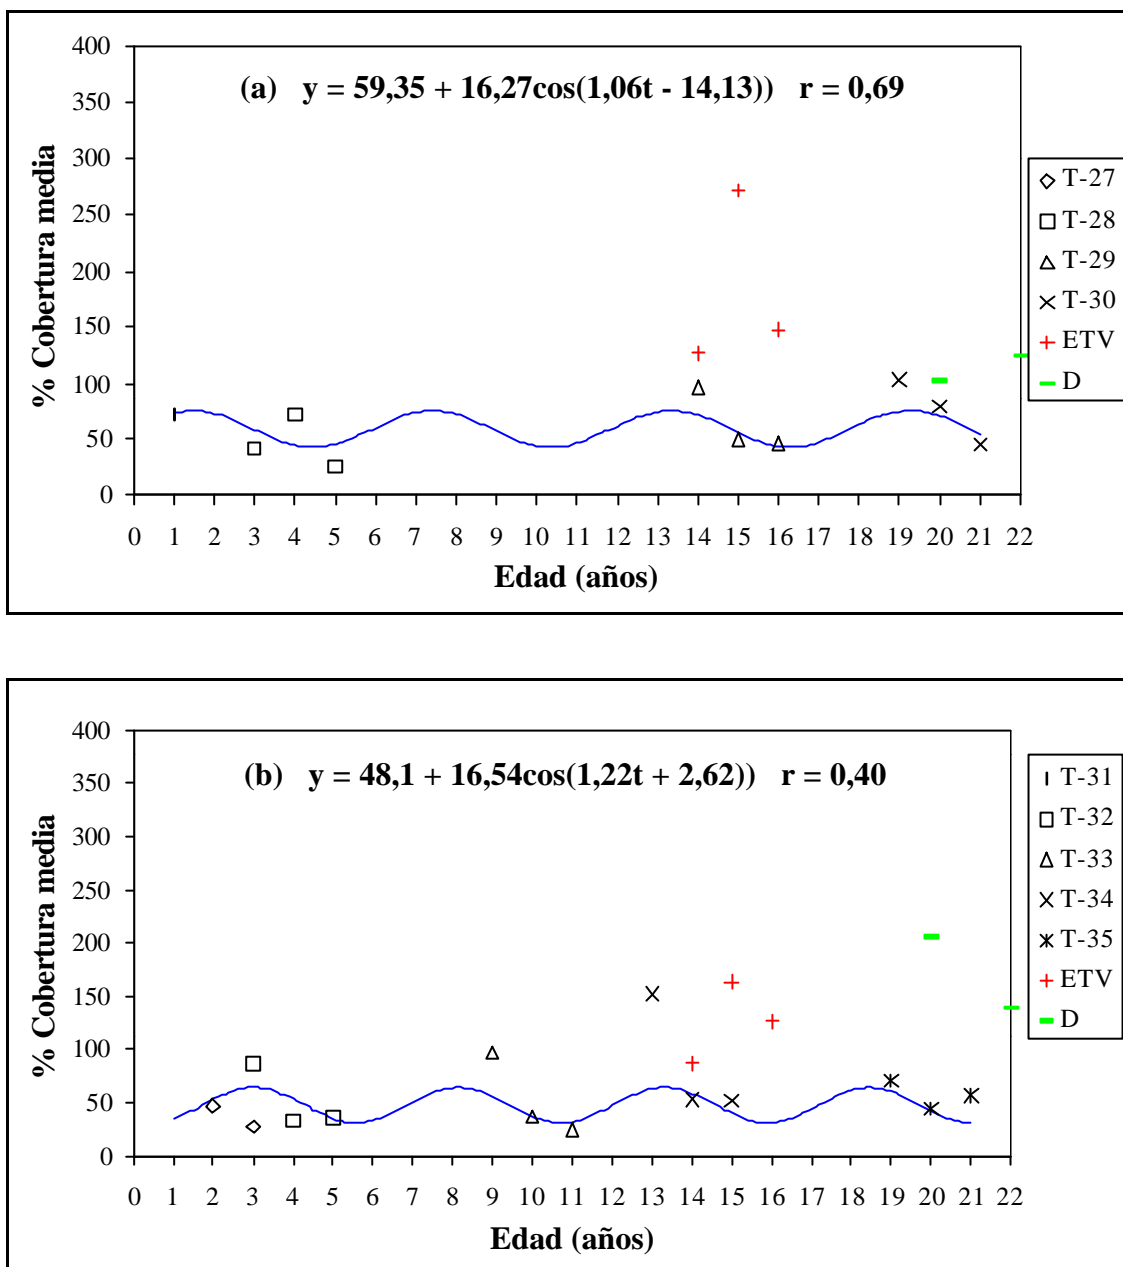 (a) y = 59,35 + 16,27cos(1,06t - 14,13)) r = 0,69
% Cobertura media
400
350
300
250
200
150
100
50
0
0 1 2 3 4 5 6 7 8 9 10 11 12 13 14 15 16 17 18 19 20 21 22
Edad (años)
T-27
T-28
T-29
T-30
ETV
D
(b) y = 48,1 + 16,54cos(1,22t + 2,62)) r = 0,40
% Cobertura media
400
350
300
250
200
150
100
50
0
0 1 2 3 4 5 6 7 8 9 10 11 12 13 14 15 16 17 18 19 20 21 22
Edad (años)
T-31
T-32
T-33
T-34
T-35
ETV
D